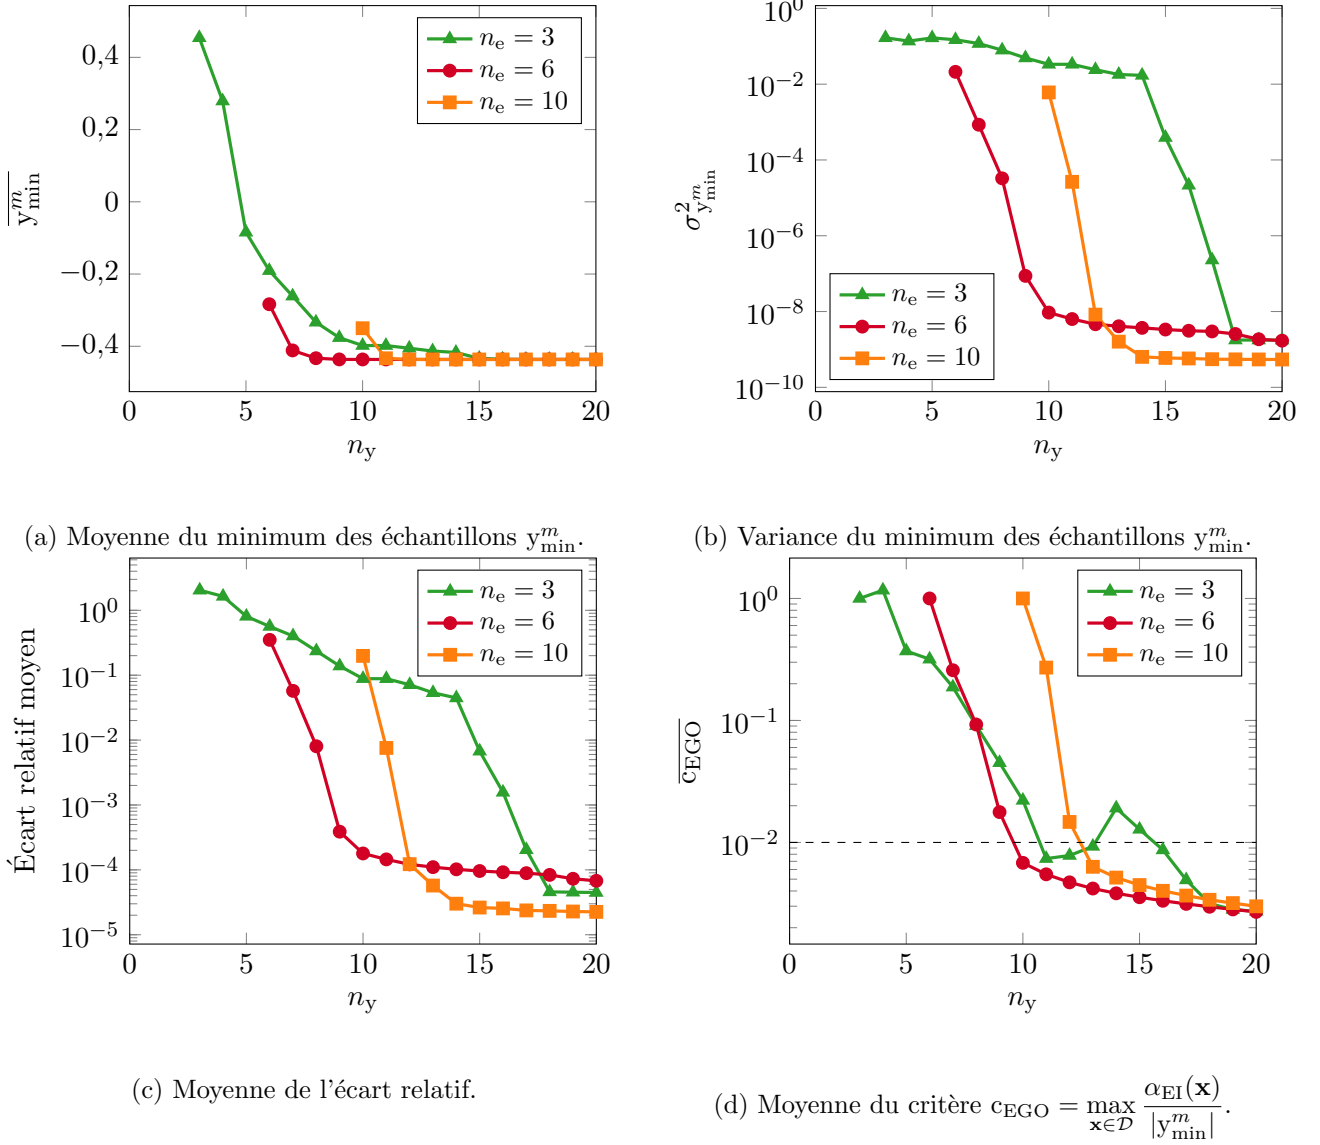 0,4
0,2
0
−0,2
−0,4
0 5 10 15 20
n_y
\overline{y^m_min}
n_e = 3
n_e = 6
n_e = 10
(a) Moyenne du minimum des échantillons y^m_min.
10^0
10^−2
10^−4
10^−6
10^−8
10^−10
0 5 10 15 20
n_y
σ^2_{y^m_min}
n_e = 3
n_e = 6
n_e = 10
(b) Variance du minimum des échantillons y^m_min.
10^0
10^−1
10^−2
10^−3
10^−4
10^−5
0 5 10 15 20
n_y
Écart relatif moyen
n_e = 3
n_e = 6
n_e = 10
(c) Moyenne de l'écart relatif.
10^0
10^−1
10^−2
0 5 10 15 20
n_y
\overline{c_EGO}
n_e = 3
n_e = 6
n_e = 10
(d) Moyenne du critère c_EGO = max_{x∈𝒟} α_EI(x) / |y^m_min|.